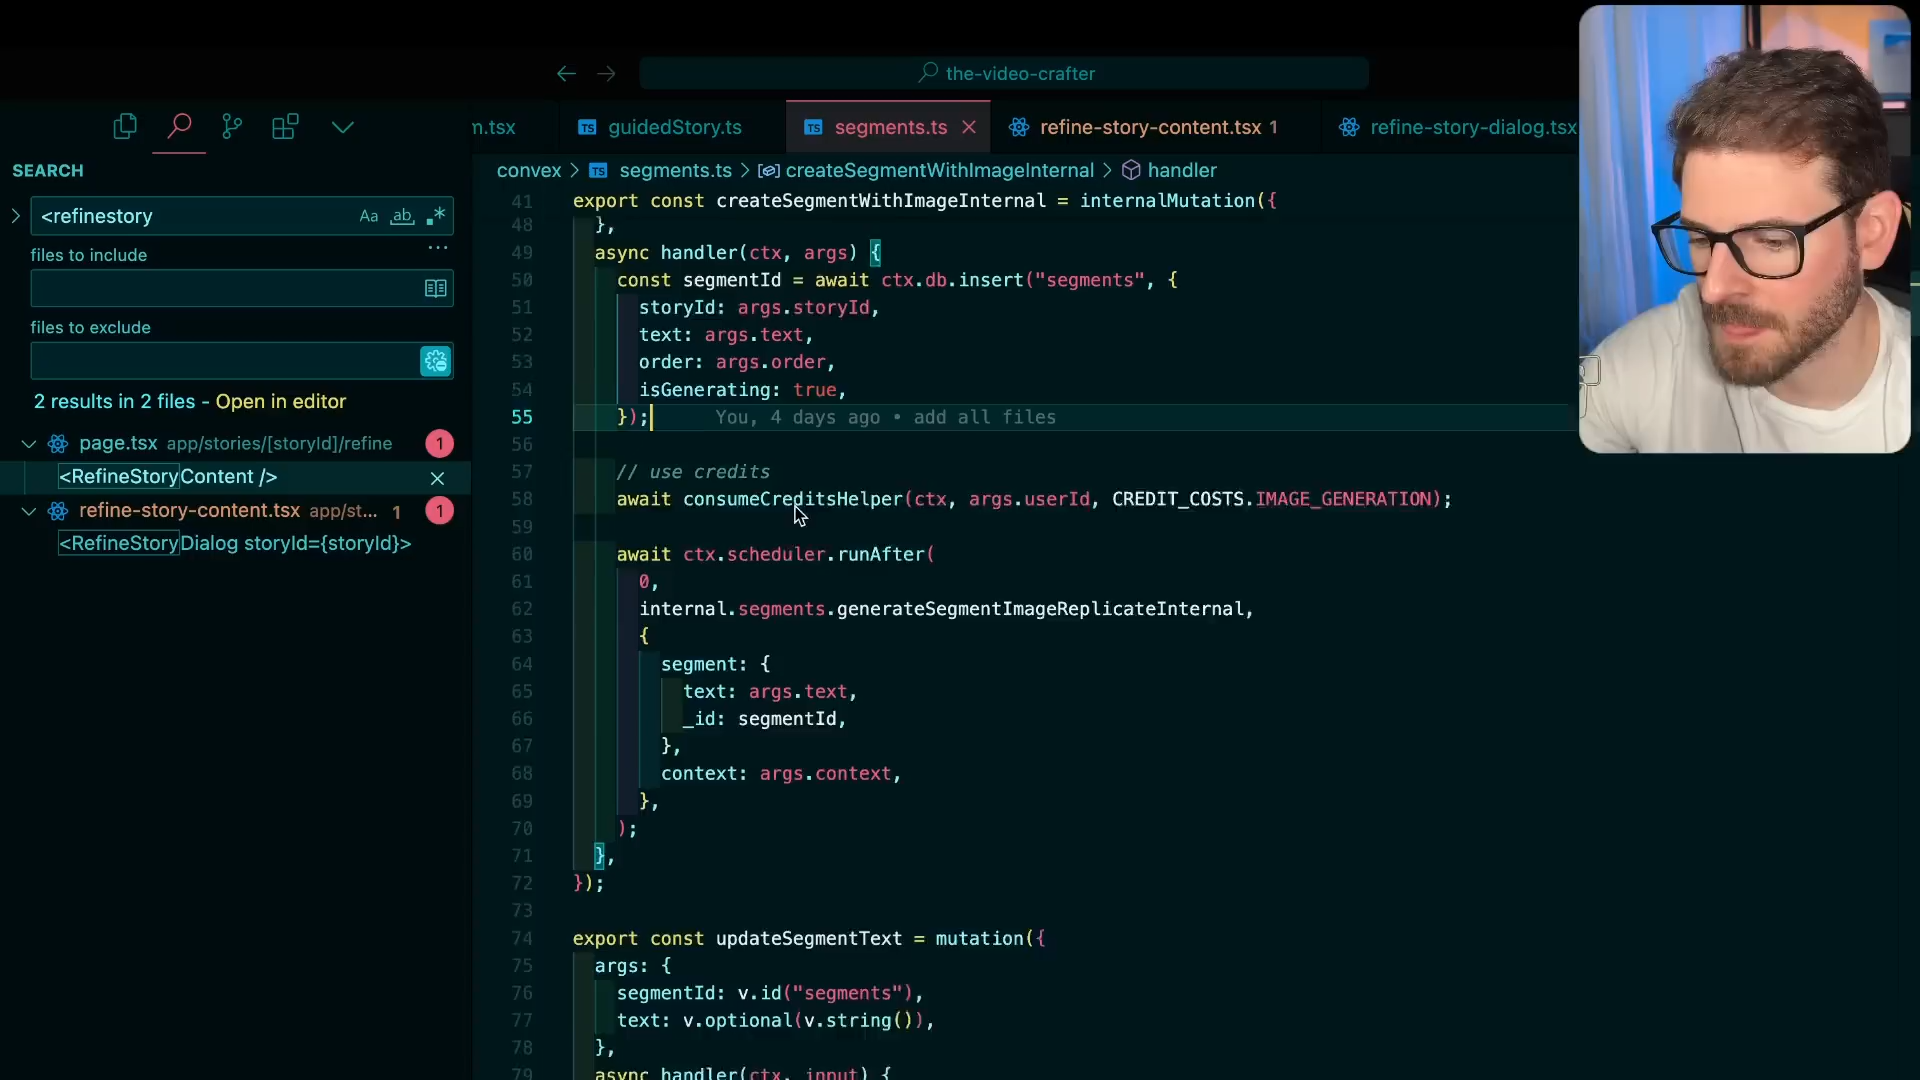 the-video-crafter
m.tsx
guidedStory.ts
segments.ts
refine-story-content.tsx 1
refine-story-dialog.tsx
SEARCH
<refinestory
Aa
ab
files to include
files to exclude
2 results in 2 files - Open in editor
page.tsx app/stories/[storyId]/refine 1
<RefineStoryContent />
refine-story-content.tsx app/st... 1 1
<RefineStoryDialog storyId={storyId}>
convex > segments.ts > createSegmentWithImageInternal > handler
41 export const createSegmentWithImageInternal = internalMutation({
48 },
49 async handler(ctx, args) {
50 const segmentId = await ctx.db.insert("segments", {
51 storyId: args.storyId,
52 text: args.text,
53 order: args.order,
54 isGenerating: true,
55 }); You, 4 days ago • add all files
56
57 // use credits
58 await consumeCreditsHelper(ctx, args.userId, CREDIT_COSTS.IMAGE_GENERATION);
59
60 await ctx.scheduler.runAfter(
61 0,
62 internal.segments.generateSegmentImageReplicateInternal,
63 {
64 segment: {
65 text: args.text,
66 _id: segmentId,
67 },
68 context: args.context,
69 },
70 );
71 },
72 });
73
74 export const updateSegmentText = mutation({
75 args: {
76 segmentId: v.id("segments"),
77 text: v.optional(v.string()),
78 },
79 async handler(ctx, input) {